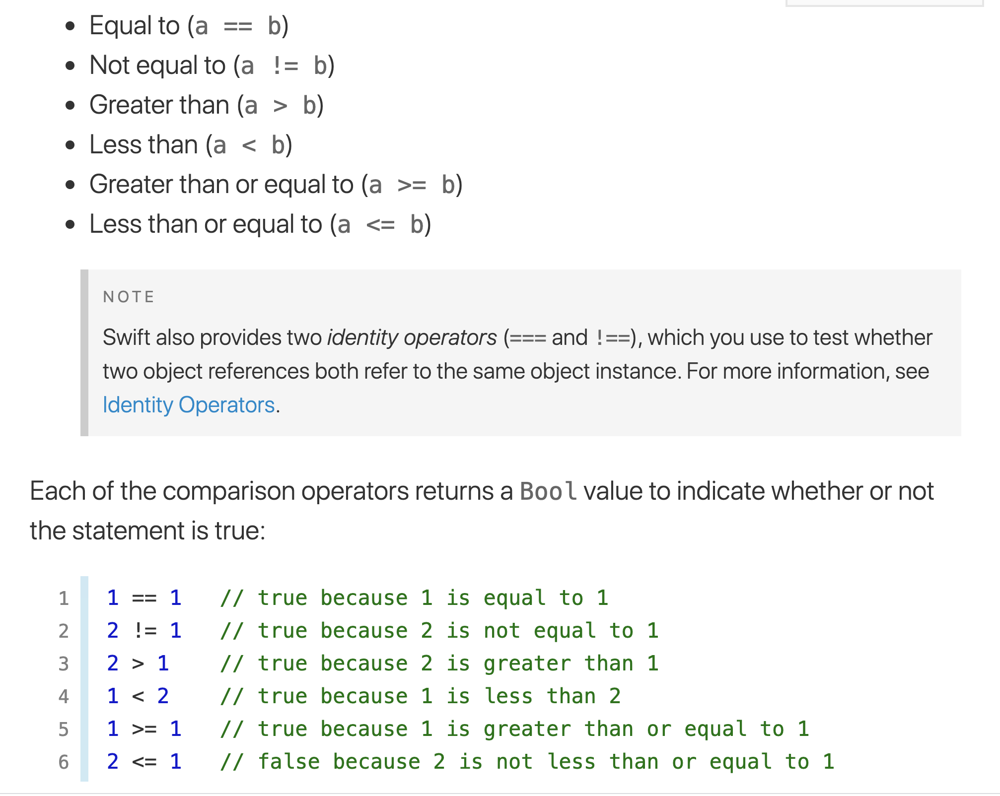 • Equal to (a == b)
• Not equal to (a != b)
• Greater than (a > b)
• Less than (a < b)
• Greater than or equal to (a >= b)
• Less than or equal to (a <= b)
NOTE
Swift also provides two identity operators (=== and !==), which you use to test whether
two object references both refer to the same object instance. For more information, see
Identity Operators.
Each of the comparison operators returns a Bool value to indicate whether or not
the statement is true:
1 1 == 1   // true because 1 is equal to 1
2 2 != 1   // true because 2 is not equal to 1
3 2 > 1    // true because 2 is greater than 1
4 1 < 2    // true because 1 is less than 2
5 1 >= 1   // true because 1 is greater than or equal to 1
6 2 <= 1   // false because 2 is not less than or equal to 1